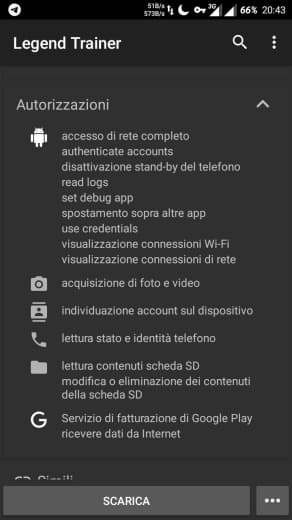 51B/s
573B/s
3G
66%
20:43
Legend Trainer
Autorizzazioni
accesso di rete completo
authenticate accounts
disattivazione stand-by del telefono
read logs
set debug app
spostamento sopra altre app
use credentials
visualizzazione connessioni Wi-Fi
visualizzazione connessioni di rete
acquisizione di foto e video
individuazione account sul dispositivo
lettura stato e identità telefono
lettura contenuti scheda SD
modifica o eliminazione dei contenuti
della scheda SD
Servizio di fatturazione di Google Play
ricevere dati da Internet
Simili
SCARICA